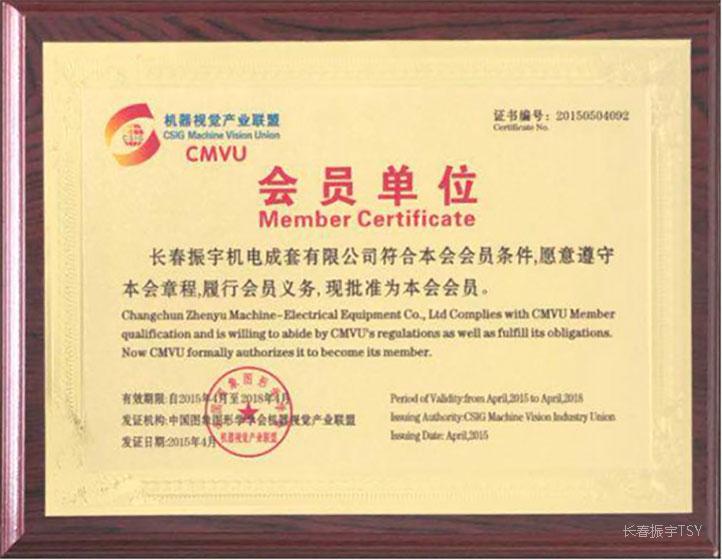 机器视觉产业联盟
CSIG Machine Vision Union
CMVU
CSIG
证书编号: 20150504092
Certificate No.
会员单位
Member Certificate
长春振宇机电成套有限公司符合本会会员条件,愿意遵守
本会章程,履行会员义务,现批准为本会会员。
Changchun Zhenyu Machine-Electrical Equipment Co., Ltd Complies with CMVU Member
qualification and is willing to abide by CMVU's regulations as well as fulfill its obligations.
Now CMVU formally authorizes it to become its member.
有效期限:自2015年4月至2018年4月
发证机构:中国图象图形学学会机器视觉产业联盟
发证日期:2015年4月
Period of Validity:from April,2015 to April,2018
Issuing Authority:CSIG Machine Vision Industry Union
Issuing Date: April,2015
机器视觉产业联盟
长春振宇TSY